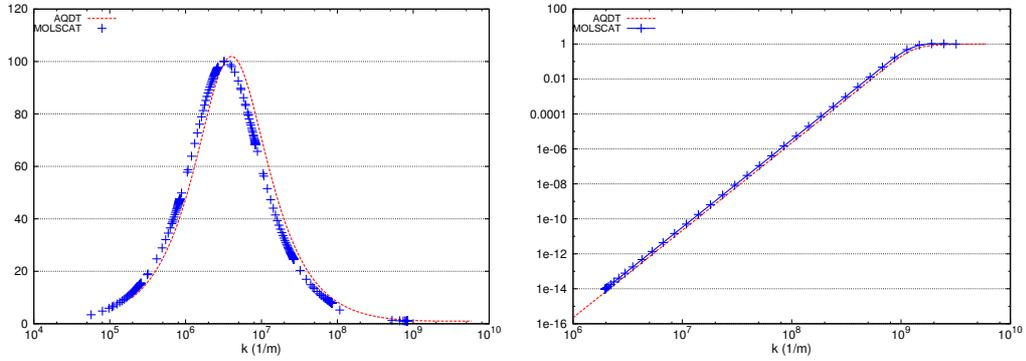 120
100
80
60
40
20
0
AQDT
MOLSCAT
10^4
10^5
10^6
10^7
10^8
10^9
10^10
k (1/m)
100
1
0.01
0.0001
1e-06
1e-08
1e-10
1e-12
1e-14
1e-16
AQDT
MOLSCAT
10^6
10^7
10^8
10^9
10^10
k (1/m)